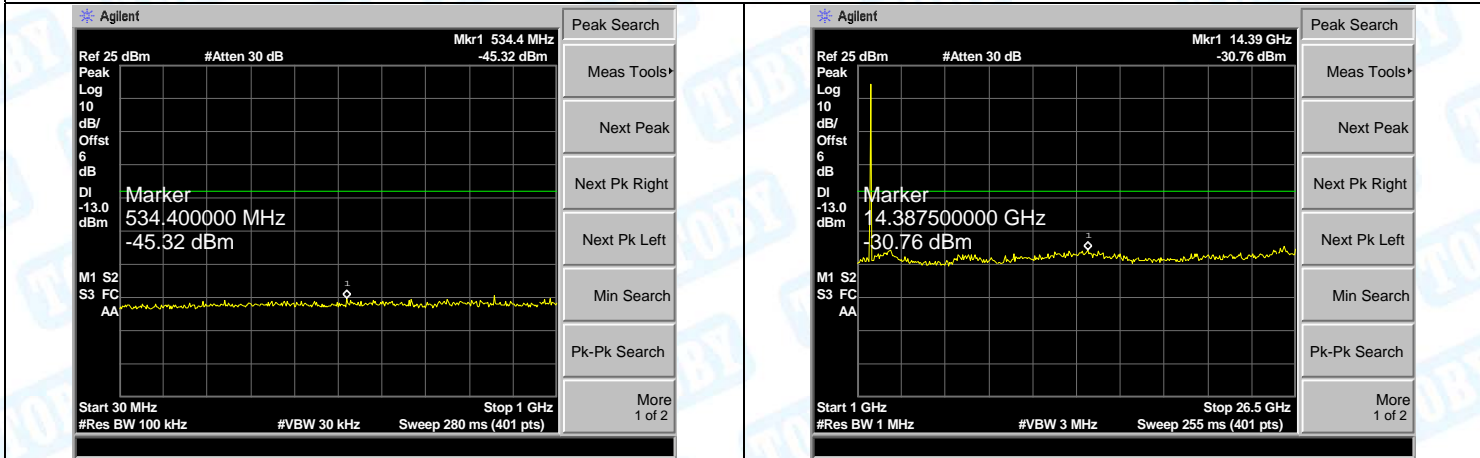 Agilent
Peak Search
Mkr1 534.4 MHz
Ref 25 dBm #Atten 30 dB -45.32 dBm
Peak
Log
10
dB/
Offst
6
dB
DI
-13.0
dBm
Marker
534.400000 MHz
-45.32 dBm
1
M1 S2
S3 FC
AA
Start 30 MHz Stop 1 GHz
#Res BW 100 kHz #VBW 30 kHz Sweep 280 ms (401 pts)
Meas Tools
Next Peak
Next Pk Right
Next Pk Left
Min Search
Pk-Pk Search
More
1 of 2
Agilent
Peak Search
Mkr1 14.39 GHz
Ref 25 dBm #Atten 30 dB -30.76 dBm
Peak
Log
10
dB/
Offst
6
dB
DI
-13.0
dBm
Marker
14.387500000 GHz
-30.76 dBm
1
M1 S2
S3 FC
AA
Start 1 GHz Stop 26.5 GHz
#Res BW 1 MHz #VBW 3 MHz Sweep 255 ms (401 pts)
Meas Tools
Next Peak
Next Pk Right
Next Pk Left
Min Search
Pk-Pk Search
More
1 of 2
TOBY